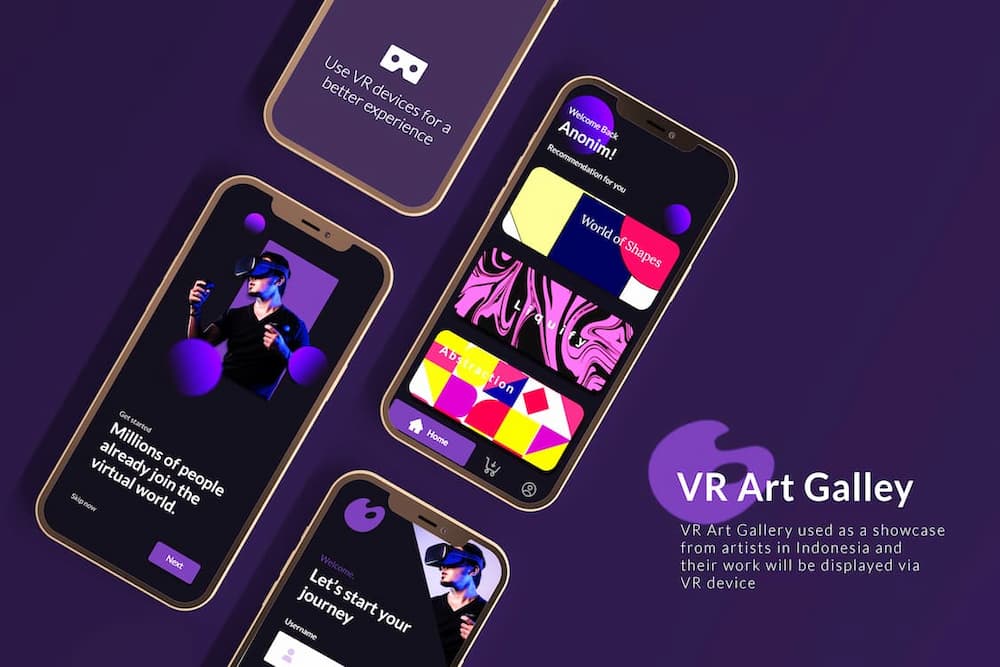 Use VR devices for a
better experience
Welcome Back
Anonim!
Recommendation for you
World of Shapes
Liquify
Abstraction
Home
Get started
Millions of people
already join the
virtual world.
Skip now
Next
Welcome,
Let's start your
journey
Username
VR Art Galley
VR Art Gallery used as a showcase
from artists in Indonesia and
their work will be displayed via
VR device